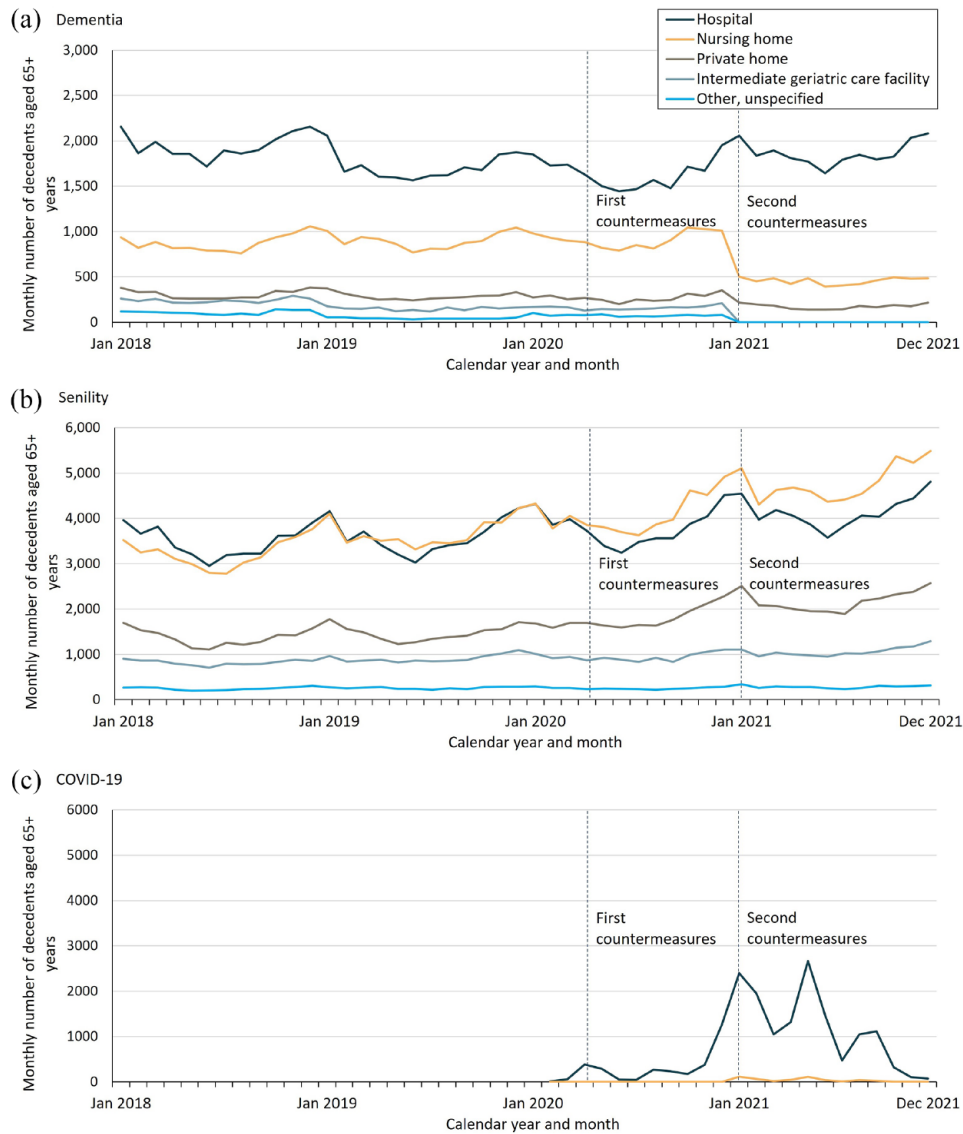 (a) Dementia
Hospital
Nursing home
Private home
Intermediate geriatric care facility
Other, unspecified
Monthly number of decedents aged 65+
years
3,000
2,500
2,000
1,500
1,000
500
0
First
countermeasures
Second
countermeasures
Jan 2018
Jan 2019
Jan 2020
Jan 2021
Dec 2021
Calendar year and month
(b) Senility
Monthly number of decedents aged 65+
years
6,000
5,000
4,000
3,000
2,000
1,000
0
First
countermeasures
Second
countermeasures
Jan 2018
Jan 2019
Jan 2020
Jan 2021
Dec 2021
Calendar year and month
(c) COVID-19
Monthly number of decedents aged 65+
years
6000
5000
4000
3000
2000
1000
0
First
countermeasures
Second
countermeasures
Jan 2018
Jan 2019
Jan 2020
Jan 2021
Dec 2021
Calendar year and month